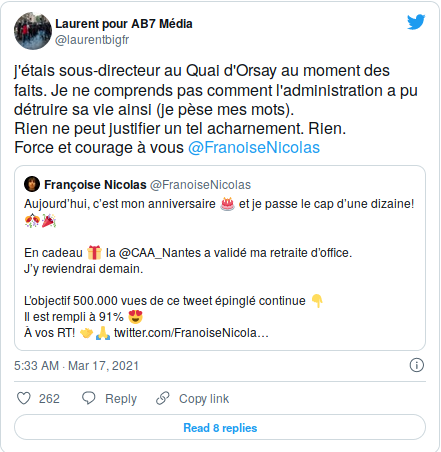 Laurent pour AB7 Média
@laurentbigfr
j'étais sous-directeur au Quai d'Orsay au moment des
faits. Je ne comprends pas comment l'administration a pu
détruire sa vie ainsi (je pèse mes mots).
Rien ne peut justifier un tel acharnement. Rien.
Force et courage à vous @FranoiseNicolas
Françoise Nicolas @FranoiseNicolas
Aujourd'hui, c'est mon anniversaire 🎂 et je passe le cap d'une dizaine!
🎊🎉
En cadeau 🎁 la @CAA_Nantes a validé ma retraite d'office.
J'y reviendrai demain.
L'objectif 500.000 vues de ce tweet épinglé continue 👇
Il est rempli à 91% 😍
À vos RT! 🤝🙏 twitter.com/FranoiseNicola…
5:33 AM · Mar 17, 2021
262 Reply Copy link
Read 8 replies